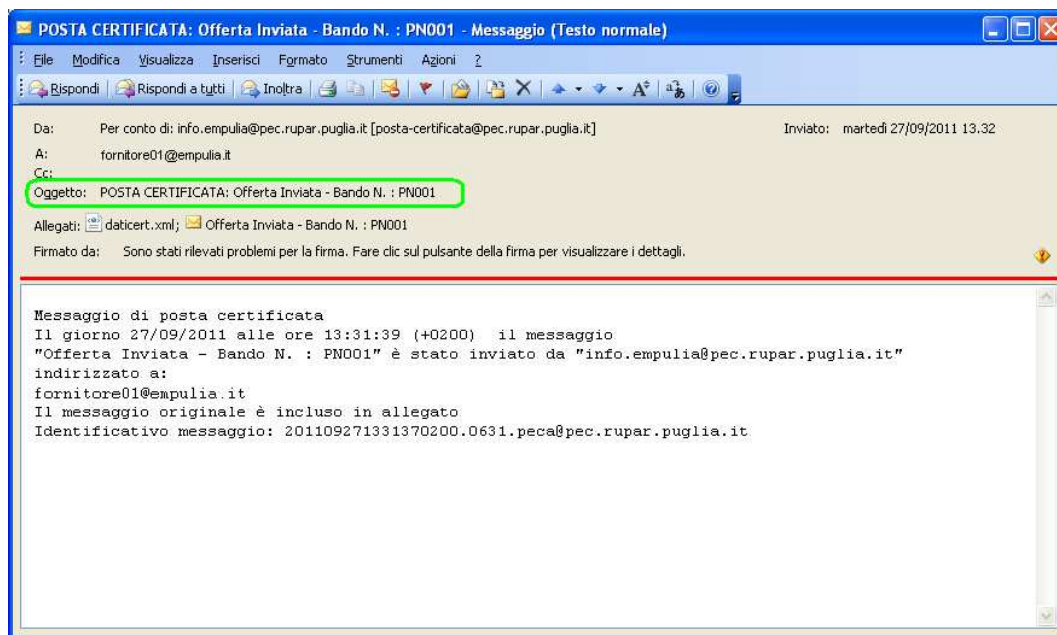 POSTA CERTIFICATA: Offerta Inviata - Bando N. : PN001 - Messaggio (Testo normale)
File Modifica Visualizza Inserisci Formato Strumenti Azioni ?
Rispondi Rispondi a tutti Inoltra
Da: Per conto di: info.empulia@pec.rupar.puglia.it [posta-certificata@pec.rupar.puglia.it] Inviato: martedì 27/09/2011 13.32
A: fornitore01@empulia.it
Cc:
Oggetto: POSTA CERTIFICATA: Offerta Inviata - Bando N. : PN001
Allegati: daticert.xml; Offerta Inviata - Bando N. : PN001
Firmato da: Sono stati rilevati problemi per la firma. Fare clic sul pulsante della firma per visualizzare i dettagli.
Messaggio di posta certificata
Il giorno 27/09/2011 alle ore 13:31:39 (+0200) il messaggio
"Offerta Inviata - Bando N. : PN001" è stato inviato da "info.empulia@pec.rupar.puglia.it"
indirizzato a:
fornitore01@empulia.it
Il messaggio originale è incluso in allegato
Identificativo messaggio: 201109271331370200.0631.peca@pec.rupar.puglia.it